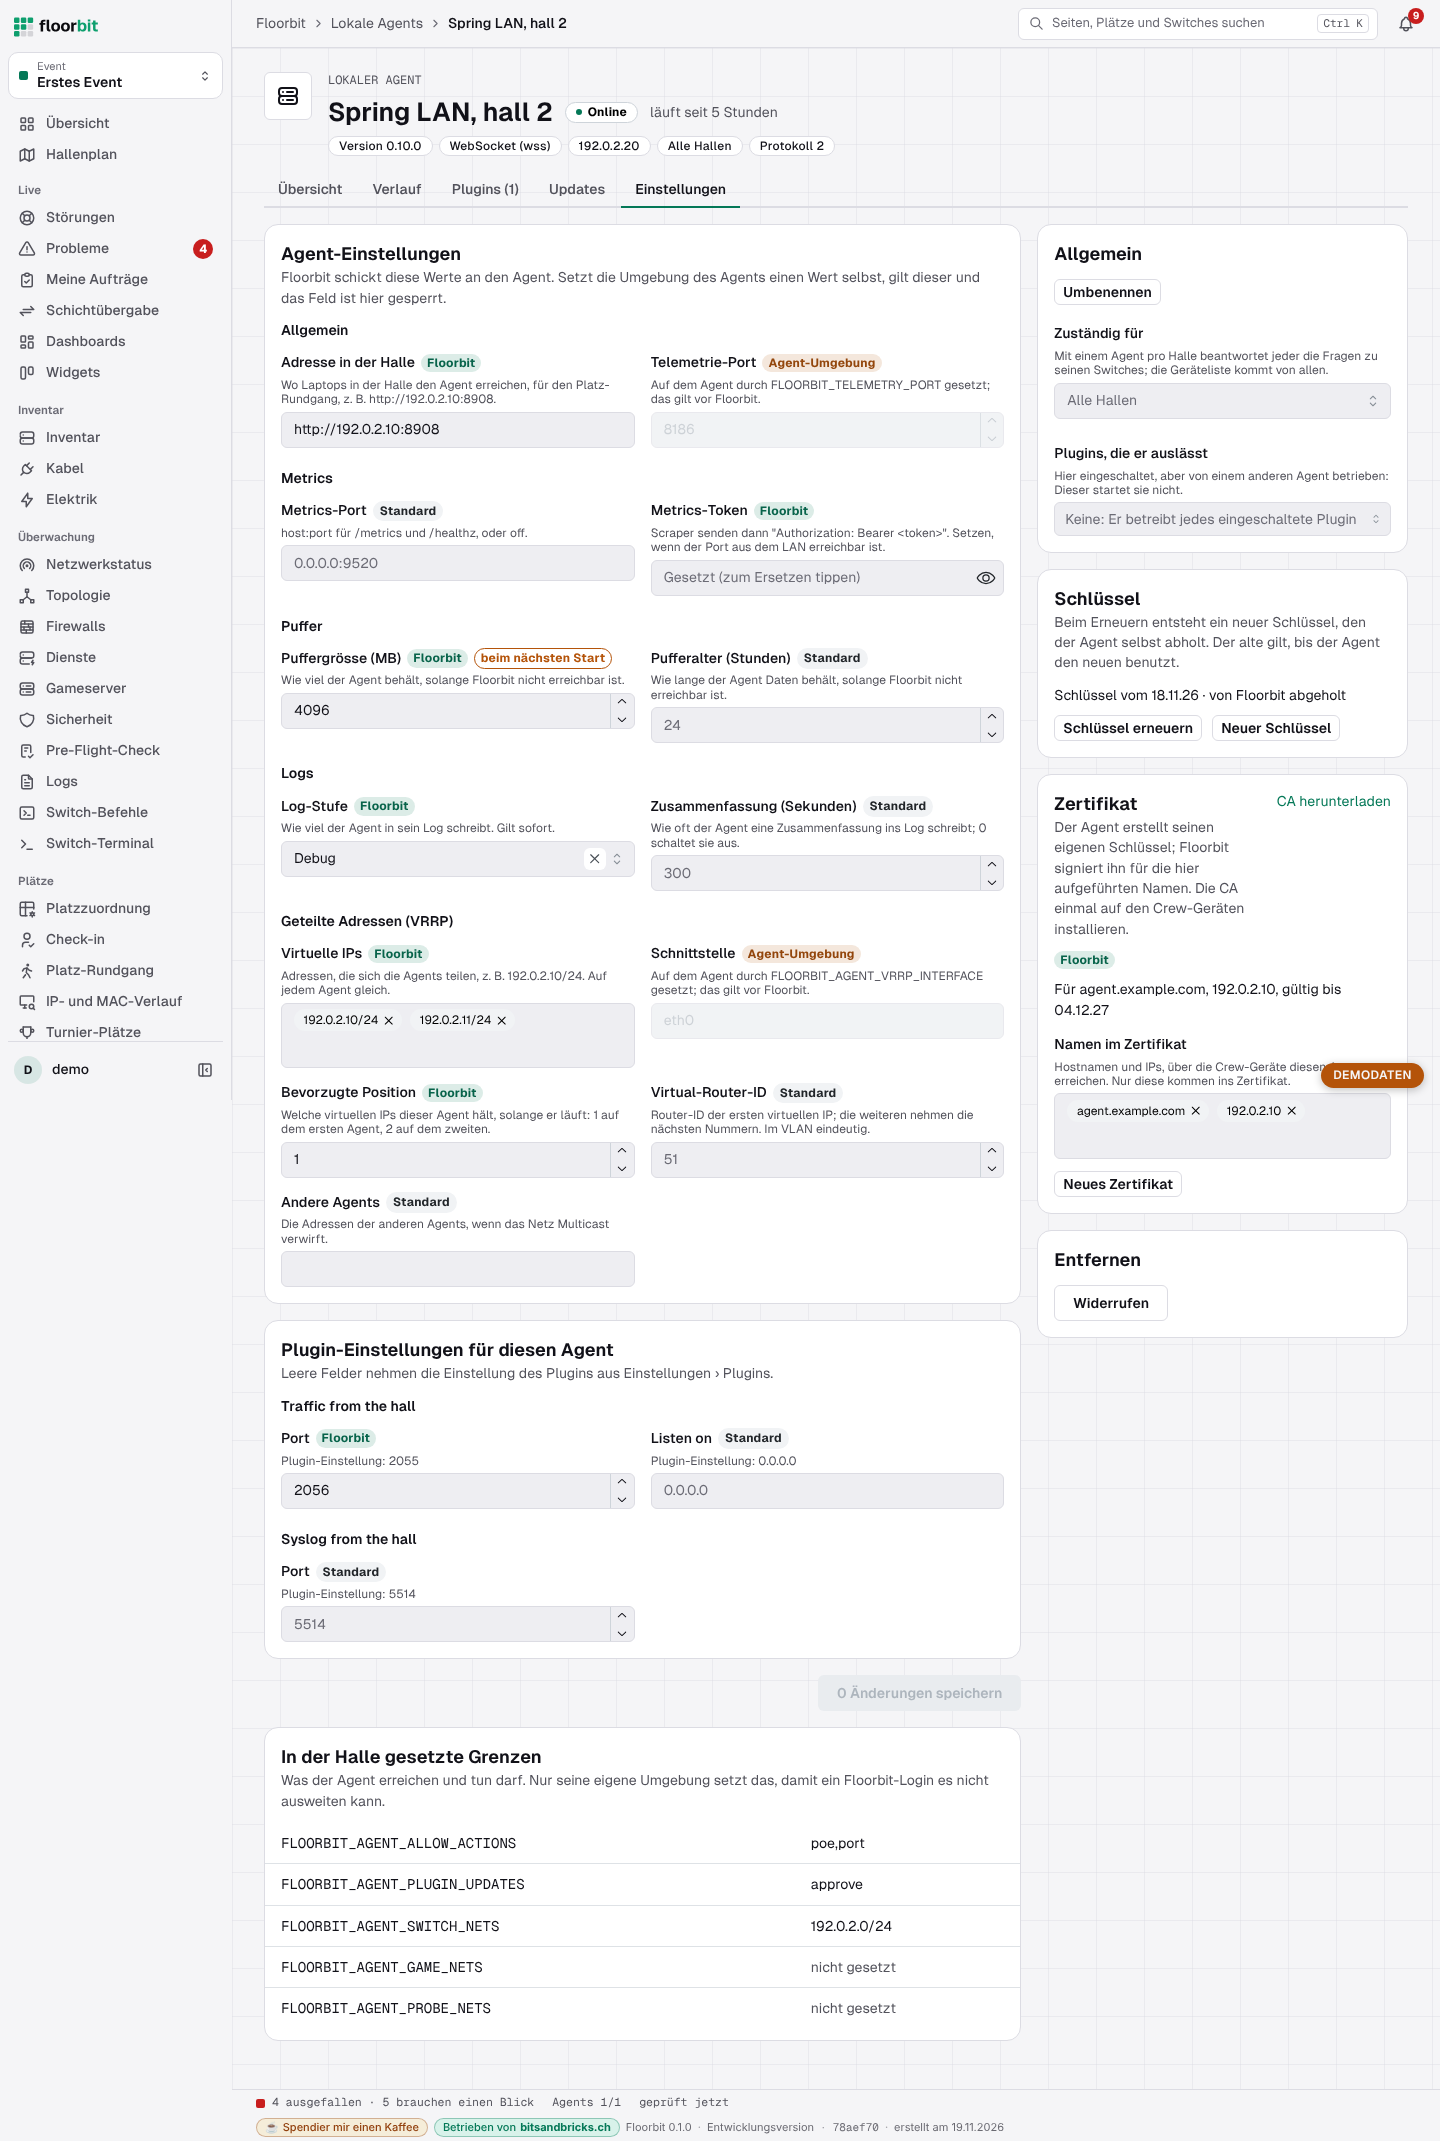 floorbit
Event
Erstes Event
Übersicht
Hallenplan
Live
Störungen
Probleme 4
Meine Aufträge
Schichtübergabe
Dashboards
Widgets
Inventar
Inventar
Kabel
Elektrik
Überwachung
Netzwerkstatus
Topologie
Firewalls
Dienste
Gameserver
Sicherheit
Pre-Flight-Check
Logs
Switch-Befehle
Switch-Terminal
Plätze
Platzzuordnung
Check-in
Platz-Rundgang
IP- und MAC-Verlauf
Turnier-Plätze
D demo
Floorbit > Lokale Agents > Spring LAN, hall 2
Seiten, Plätze und Switches suchen Ctrl K
9
LOKALER AGENT
Spring LAN, hall 2 Online läuft seit 5 Stunden
Version 0.10.0 WebSocket (wss) 192.0.2.20 Alle Hallen Protokoll 2
Übersicht Verlauf Plugins (1) Updates Einstellungen
Agent-Einstellungen
Floorbit schickt diese Werte an den Agent. Setzt die Umgebung des Agents einen Wert selbst, gilt dieser und
das Feld ist hier gesperrt.
Allgemein
Adresse in der Halle Floorbit
Wo Laptops in der Halle den Agent erreichen, für den Platz-
Rundgang, z. B. http://192.0.2.10:8908.
http://192.0.2.10:8908
Telemetrie-Port Agent-Umgebung
Auf dem Agent durch FLOORBIT_TELEMETRY_PORT gesetzt;
das gilt vor Floorbit.
8186
Metrics
Metrics-Port Standard
host:port für /metrics und /healthz, oder off.
0.0.0.0:9520
Metrics-Token Floorbit
Scraper senden dann "Authorization: Bearer <token>". Setzen,
wenn der Port aus dem LAN erreichbar ist.
Gesetzt (zum Ersetzen tippen)
Puffer
Puffergrösse (MB) Floorbit beim nächsten Start
Wie viel der Agent behält, solange Floorbit nicht erreichbar ist.
4096
Pufferalter (Stunden) Standard
Wie lange der Agent Daten behält, solange Floorbit nicht
erreichbar ist.
24
Logs
Log-Stufe Floorbit
Wie viel der Agent in sein Log schreibt. Gilt sofort.
Debug
Zusammenfassung (Sekunden) Standard
Wie oft der Agent eine Zusammenfassung ins Log schreibt; 0
schaltet sie aus.
300
Geteilte Adressen (VRRP)
Virtuelle IPs Floorbit
Adressen, die sich die Agents teilen, z. B. 192.0.2.10/24. Auf
jedem Agent gleich.
192.0.2.10/24 192.0.2.11/24
Schnittstelle Agent-Umgebung
Auf dem Agent durch FLOORBIT_AGENT_VRRP_INTERFACE
gesetzt; das gilt vor Floorbit.
eth0
Bevorzugte Position Floorbit
Welche virtuellen IPs dieser Agent hält, solange er läuft: 1 auf
dem ersten Agent, 2 auf dem zweiten.
1
Virtual-Router-ID Standard
Router-ID der ersten virtuellen IP; die weiteren nehmen die
nächsten Nummern. Im VLAN eindeutig.
51
Andere Agents Standard
Die Adressen der anderen Agents, wenn das Netz Multicast
verwirft.
Plugin-Einstellungen für diesen Agent
Leere Felder nehmen die Einstellung des Plugins aus Einstellungen › Plugins.
Traffic from the hall
Port Floorbit
Plugin-Einstellung: 2055
2056
Listen on Standard
Plugin-Einstellung: 0.0.0.0
0.0.0.0
Syslog from the hall
Port Standard
Plugin-Einstellung: 5514
5514
0 Änderungen speichern
In der Halle gesetzte Grenzen
Was der Agent erreichen und tun darf. Nur seine eigene Umgebung setzt das, damit ein Floorbit-Login es nicht
ausweiten kann.
FLOORBIT_AGENT_ALLOW_ACTIONS poe,port
FLOORBIT_AGENT_PLUGIN_UPDATES approve
FLOORBIT_AGENT_SWITCH_NETS 192.0.2.0/24
FLOORBIT_AGENT_GAME_NETS nicht gesetzt
FLOORBIT_AGENT_PROBE_NETS nicht gesetzt
Allgemein
Umbenennen
Zuständig für
Mit einem Agent pro Halle beantwortet jeder die Fragen zu
seinen Switches; die Geräteliste kommt von allen.
Alle Hallen
Plugins, die er auslässt
Hier eingeschaltet, aber von einem anderen Agent betrieben:
Dieser startet sie nicht.
Keine: Er betreibt jedes eingeschaltete Plugin
Schlüssel
Beim Erneuern entsteht ein neuer Schlüssel, den
der Agent selbst abholt. Der alte gilt, bis der Agent
den neuen benutzt.
Schlüssel vom 18.11.26 · von Floorbit abgeholt
Schlüssel erneuern Neuer Schlüssel
Zertifikat CA herunterladen
Der Agent erstellt seinen
eigenen Schlüssel; Floorbit
signiert ihn für die hier
aufgeführten Namen. Die CA
einmal auf den Crew-Geräten
installieren.
Floorbit
Für agent.example.com, 192.0.2.10, gültig bis
04.12.27
Namen im Zertifikat
Hostnamen und IPs, über die Crew-Geräte diesen
erreichen. Nur diese kommen ins Zertifikat.
DEMODATEN
agent.example.com 192.0.2.10
Neues Zertifikat
Entfernen
Widerrufen
4 ausgefallen · 5 brauchen einen Blick Agents 1/1 geprüft jetzt
Spendier mir einen Kaffee Betrieben von bitsandbricks.ch Floorbit 0.1.0 · Entwicklungsversion · 78aef70 · erstellt am 19.11.2026